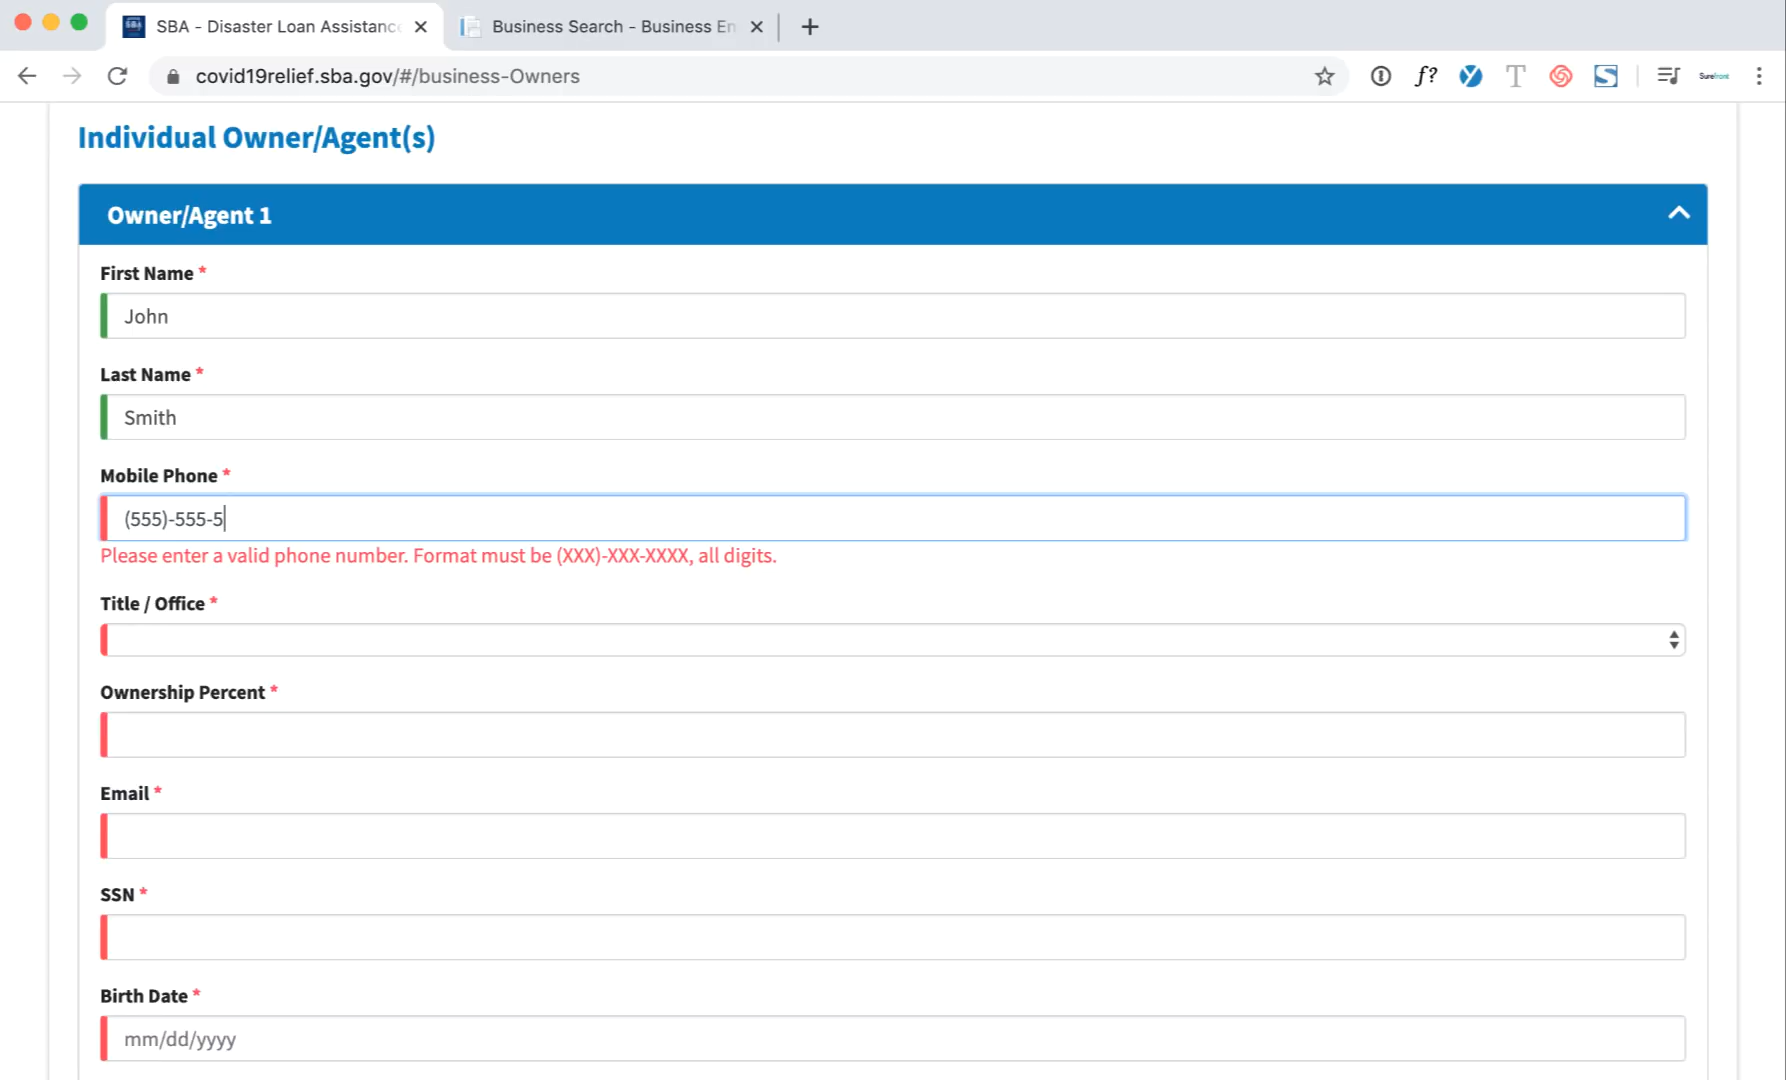 SBA - Disaster Loan Assistance
Business Search - Business En
covid19relief.sba.gov/#/business-Owners
f?
T
S
Surefront
Individual Owner/Agent(s)
Owner/Agent 1
First Name *
John
Last Name *
Smith
Mobile Phone *
(555)-555-5
Please enter a valid phone number. Format must be (XXX)-XXX-XXXX, all digits.
Title / Office *
Ownership Percent *
Email *
SSN *
Birth Date *
mm/dd/yyyy